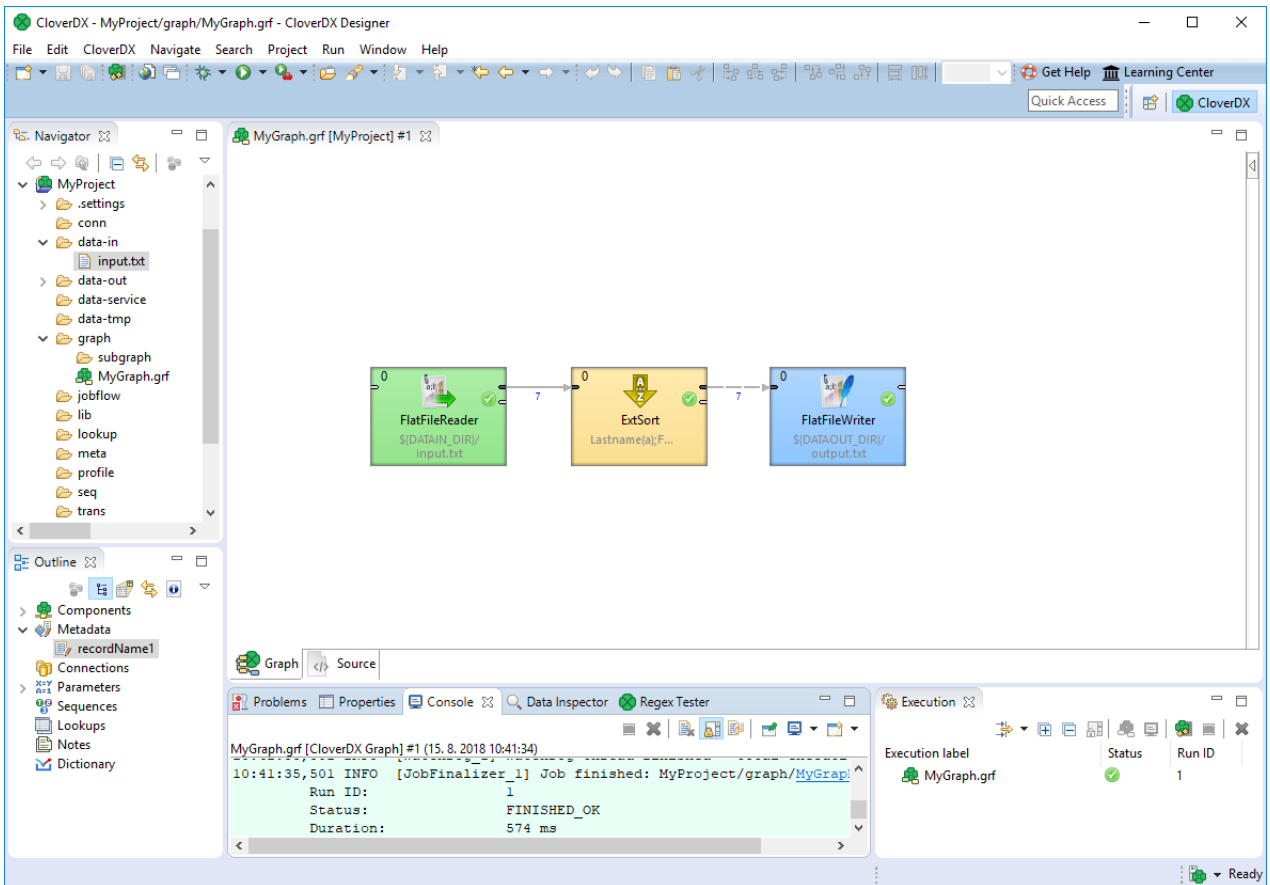 CloverDX - MyProject/graph/MyGraph.grf - CloverDX Designer
File Edit CloverDX Navigate Search Project Run Window Help
Get Help Learning Center
Quick Access CloverDX
Navigator
MyProject
.settings
conn
data-in
input.txt
data-out
data-service
data-tmp
graph
subgraph
MyGraph.grf
jobflow
lib
lookup
meta
profile
seq
trans
MyGraph.grf [MyProject] #1
0
FlatFileReader
${DATAIN_DIR}/
input.txt
7
0
ExtSort
Lastname(a);F...
7
0
FlatFileWriter
${DATAOUT_DIR}/
output.txt
Graph Source
Outline
Components
Metadata
recordName1
Connections
Parameters
Sequences
Lookups
Notes
Dictionary
Problems Properties Console Data Inspector Regex Tester
MyGraph.grf [CloverDX Graph] #1 (15. 8. 2018 10:41:34)
10:41:35,501 INFO [JobFinalizer_1] Job finished: MyProject/graph/MyGrap
Run ID: 1
Status: FINISHED_OK
Duration: 574 ms
Execution
Execution label Status Run ID
MyGraph.grf 1
Ready